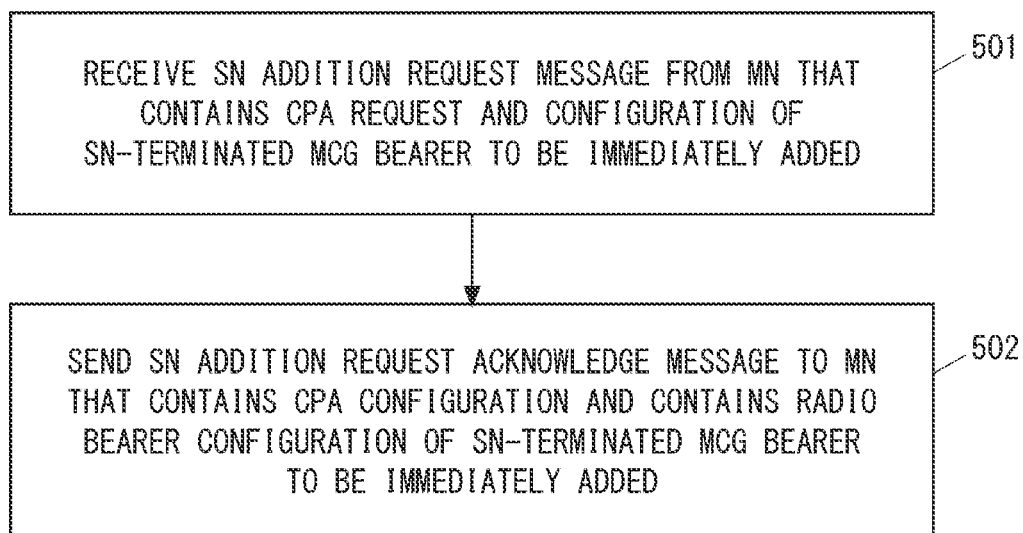 RECEIVE SN ADDITION REQUEST MESSAGE FROM MN THAT
CONTAINS CPA REQUEST AND CONFIGURATION OF
SN-TERMINATED MCG BEARER TO BE IMMEDIATELY ADDED
501
SEND SN ADDITION REQUEST ACKNOWLEDGE MESSAGE TO MN
THAT CONTAINS CPA CONFIGURATION AND CONTAINS RADIO
BEARER CONFIGURATION OF SN-TERMINATED MCG BEARER
TO BE IMMEDIATELY ADDED
502